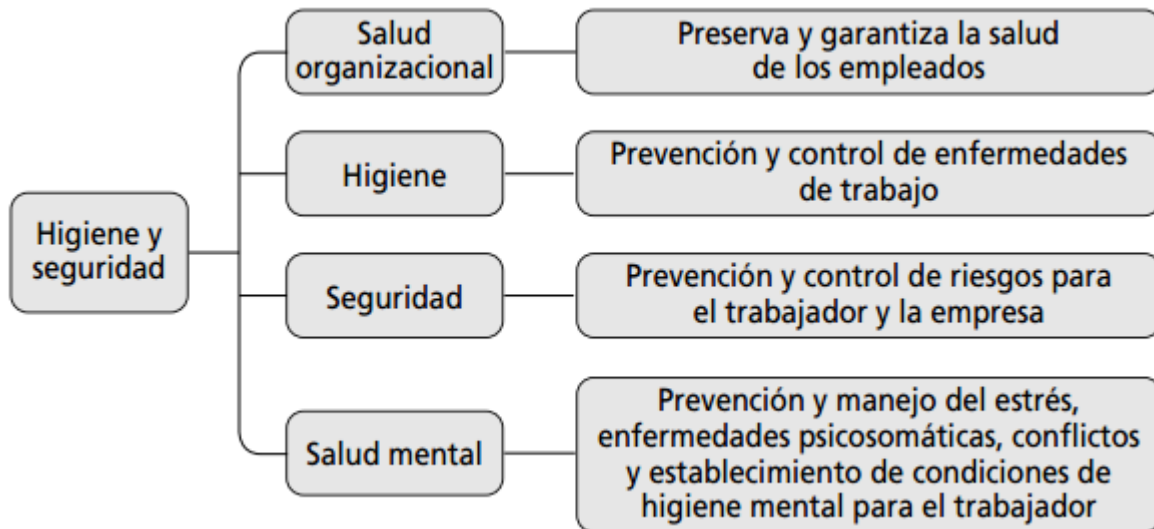 Higiene y
seguridad
Salud
organizacional
Preserva y garantiza la salud
de los empleados
Higiene
Prevención y control de enfermedades
de trabajo
Seguridad
Prevención y control de riesgos para
el trabajador y la empresa
Salud mental
Prevención y manejo del estrés,
enfermedades psicosomáticas, conflictos
y establecimiento de condiciones de
higiene mental para el trabajador